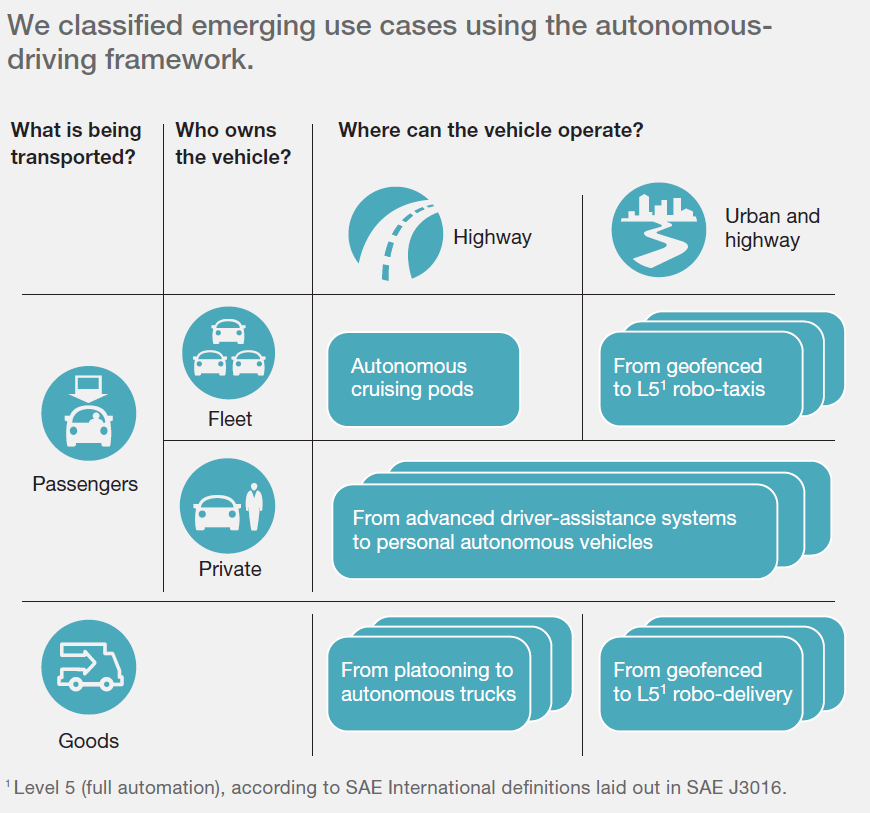 We classified emerging use cases using the autonomous-
driving framework.
What is being
transported?
Who owns
the vehicle?
Where can the vehicle operate?
Highway
Urban and
highway
Passengers
Fleet
Autonomous
cruising pods
From geofenced
to L5¹ robo-taxis
Private
From advanced driver-assistance systems
to personal autonomous vehicles
Goods
From platooning to
autonomous trucks
From geofenced
to L5¹ robo-delivery
¹ Level 5 (full automation), according to SAE International definitions laid out in SAE J3016.